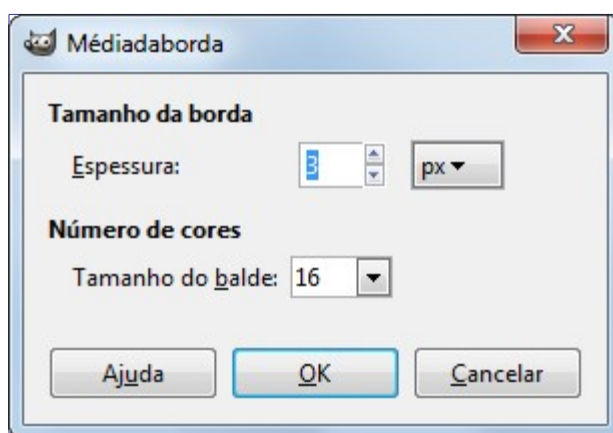 Médiadaborda
Tamanho da borda
Espessura: 3 px
Número de cores
Tamanho do balde: 16
Ajuda OK Cancelar